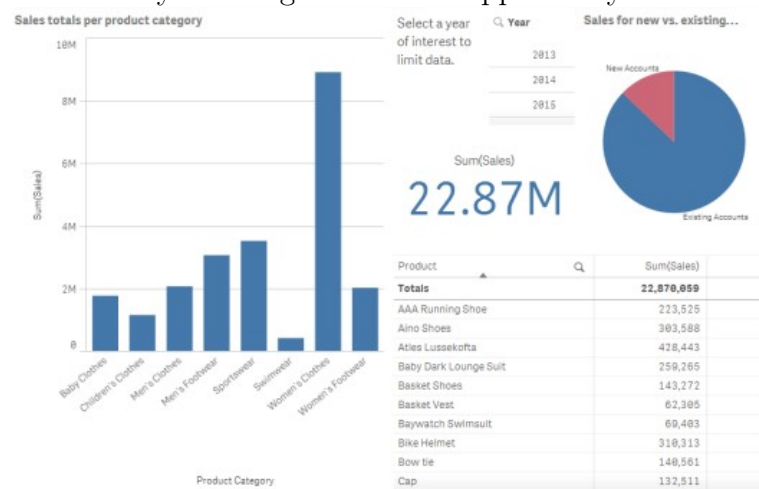 Sales totals per product category
10M
8M
6M
4M
2M
0
Sum(Sales)
Baby Clothes
Children's Clothes
Men's Clothes
Men's Footwear
Sportswear
Swimwear
Women's Clothes
Women's Footwear
Product Category
Select a year
of interest to
limit data.
Year
2013
2014
2015
Sum(Sales)
22.87M
Sales for new vs. existing...
New Accounts
Existing Accounts
Product Sum(Sales)
Totals 22,870,059
AAA Running Shoe 223,525
Aino Shoes 303,588
Atles Lussekofta 428,443
Baby Dark Lounge Suit 259,265
Basket Shoes 143,272
Basket Vest 62,305
Baywatch Swimsuit 69,403
Bike Helmet 310,313
Bow tie 140,561
Cap 132,511